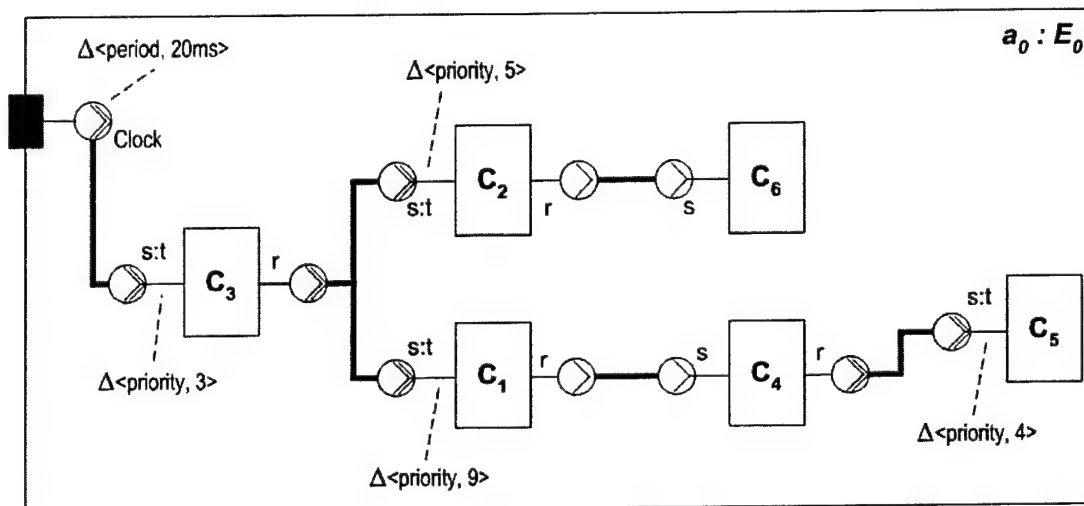 a₀ : E₀
Δ<period, 20ms>
Δ<priority, 5>
Clock
s:t
C₂
r
s
C₆
s:t
C₃
r
s:t
C₁
r
s
C₄
r
s:t
C₅
Δ<priority, 3>
Δ<priority, 9>
Δ<priority, 4>